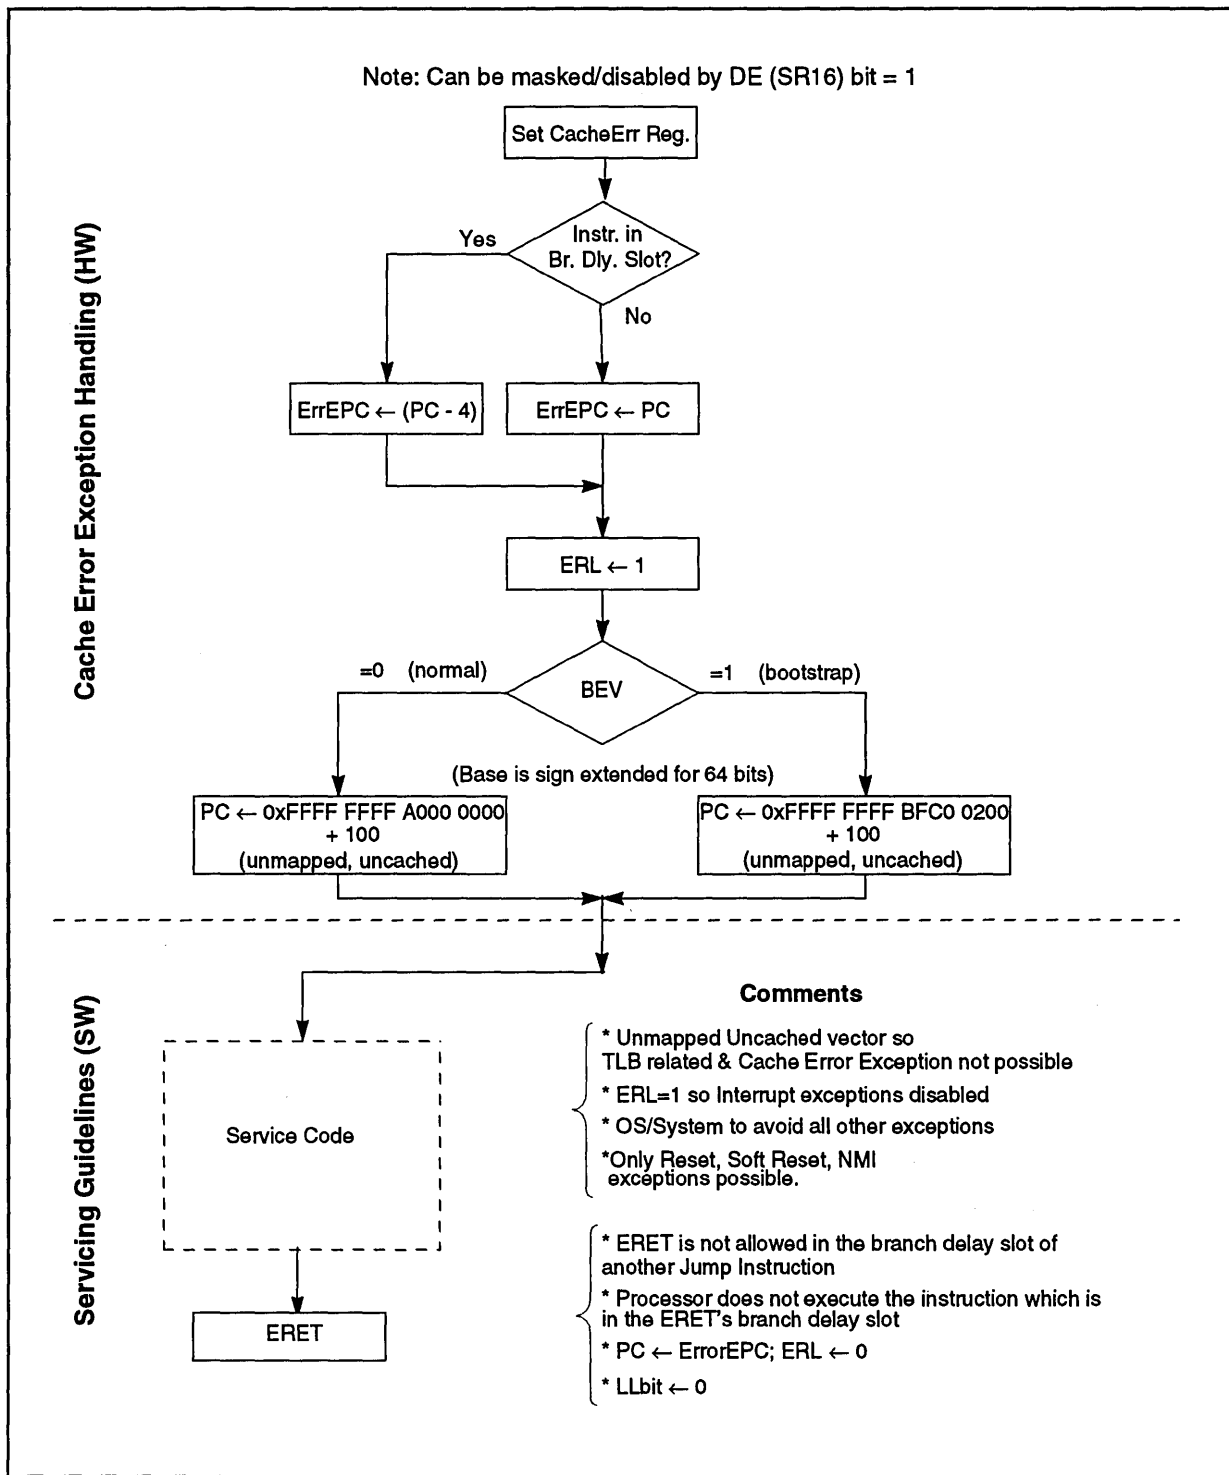 Note: Can be masked/disabled by DE (SR16) bit = 1
Set CacheErr Reg.
Cache Error Exception Handling (HW)
Yes
Instr. in
Br. Dly. Slot?
No
ErrEPC ← (PC - 4)
ErrEPC ← PC
ERL ← 1
=0 (normal)
BEV
=1 (bootstrap)
(Base is sign extended for 64 bits)
PC ← 0xFFFF FFFF A000 0000
+ 100
(unmapped, uncached)
PC ← 0xFFFF FFFF BFC0 0200
+ 100
(unmapped, uncached)
Servicing Guidelines (SW)
Service Code
ERET
Comments
* Unmapped Uncached vector so
TLB related & Cache Error Exception not possible
* ERL=1 so Interrupt exceptions disabled
* OS/System to avoid all other exceptions
*Only Reset, Soft Reset, NMI
exceptions possible.
* ERET is not allowed in the branch delay slot of
another Jump Instruction
* Processor does not execute the instruction which is
in the ERET's branch delay slot
* PC ← ErrorEPC; ERL ← 0
* LLbit ← 0